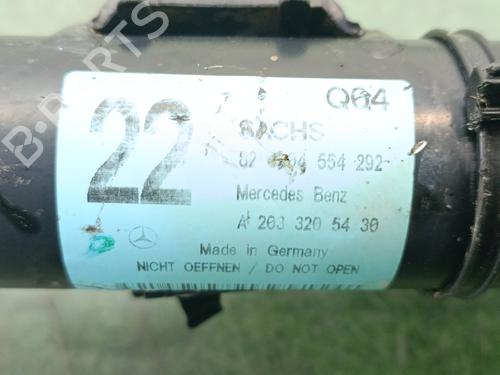 B-PARTS
22
Q64
SACHS
554 292
Mercedes Benz
A 203 320 54 30
Made in Germany
NICHT OEFFNEN / DO NOT OPEN